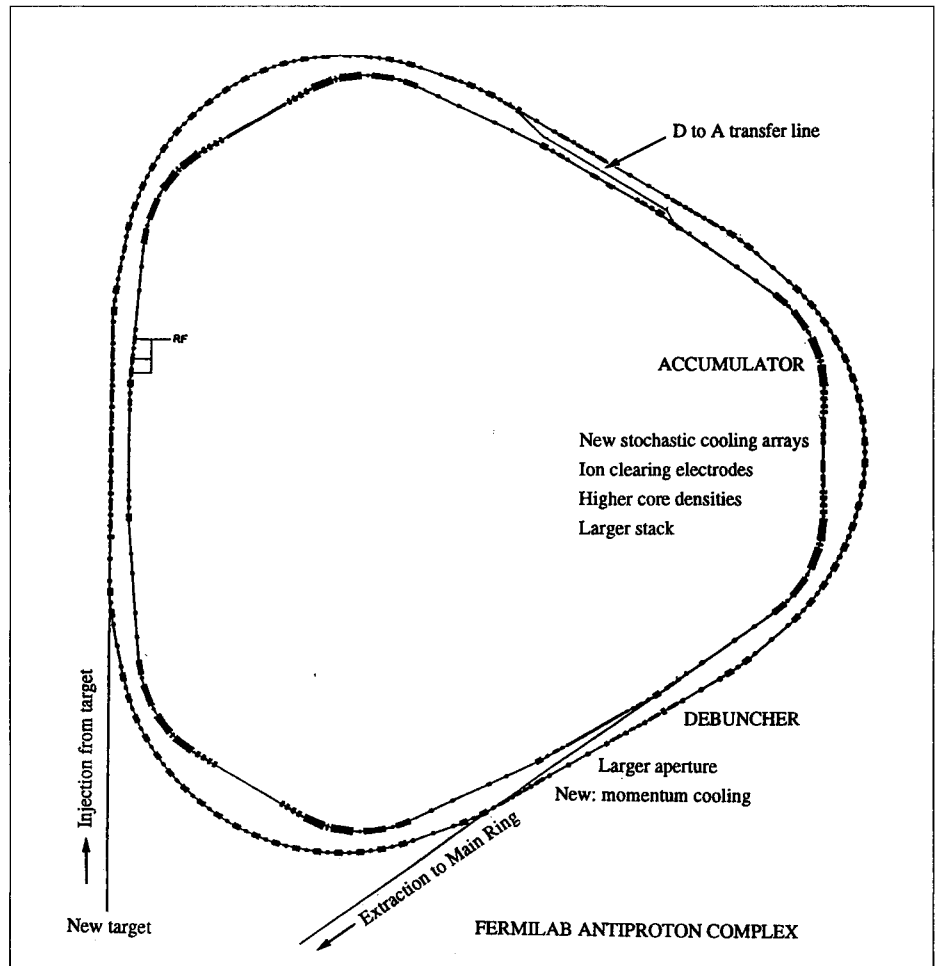 D to A transfer line
RF
ACCUMULATOR
New stochastic cooling arrays
Ion clearing electrodes
Higher core densities
Larger stack
Injection from target
DEBUNCHER
Larger aperture
New: momentum cooling
Extraction to Main Ring
New target
FERMILAB ANTIPROTON COMPLEX